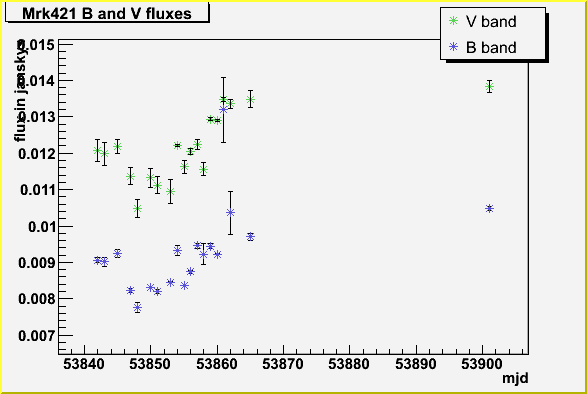 Mrk421 B and V fluxes
V band
B band
flux in janskys
0.015
0.014
0.013
0.012
0.011
0.01
0.009
0.008
0.007
53840 53850 53860 53870 53880 53890 53900
mjd